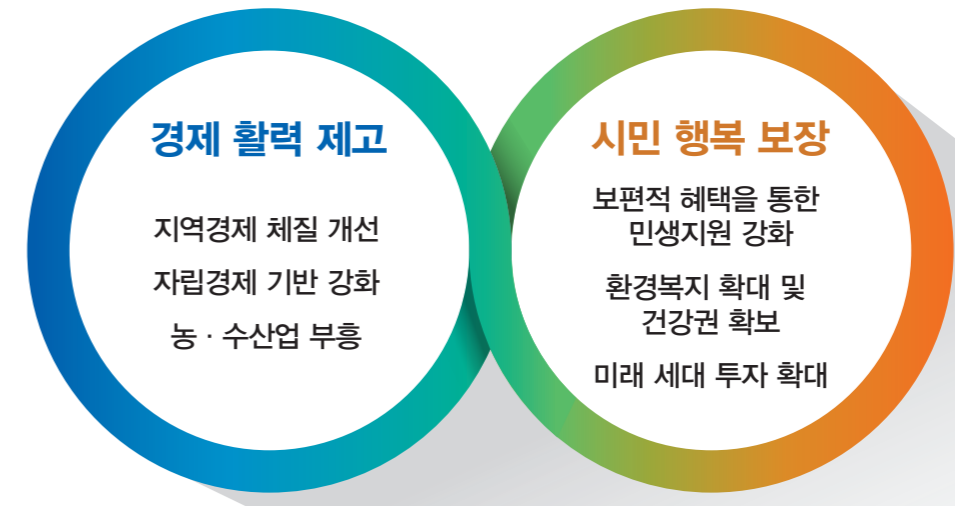 경제 활력 제고
지역경제 체질 개선
자립경제 기반 강화
농 · 수산업 부흥
시민 행복 보장
보편적 혜택을 통한
민생지원 강화
환경복지 확대 및
건강권 확보
미래 세대 투자 확대